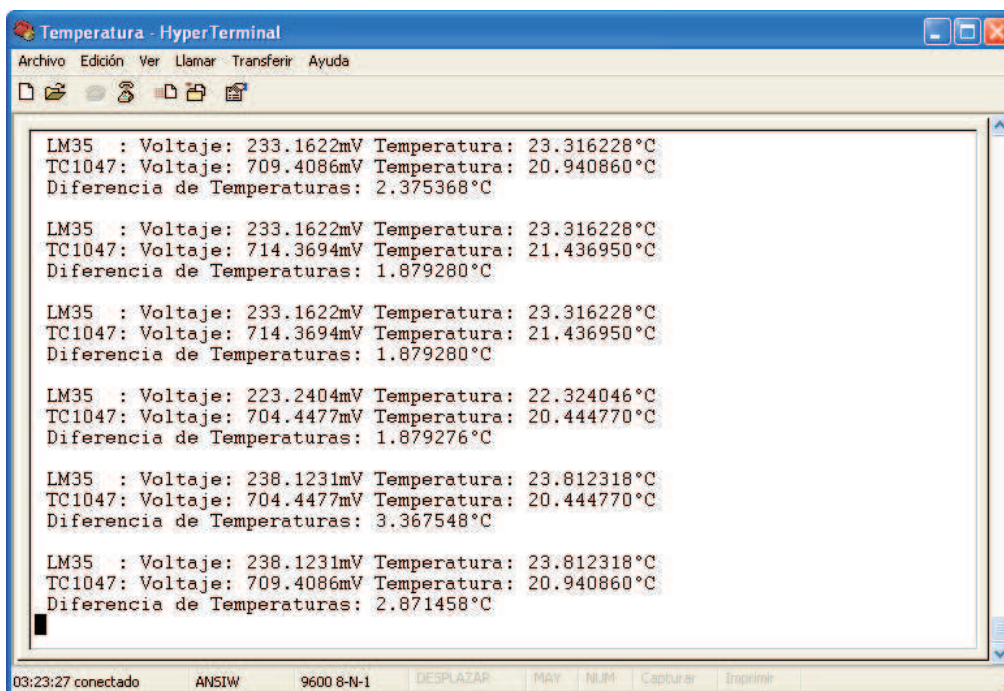 Temperatura - HyperTerminal
Archivo Edición Ver Llamar Transferir Ayuda
LM35 : Voltaje: 233.1622mV Temperatura: 23.316228°C
TC1047: Voltaje: 709.4086mV Temperatura: 20.940860°C
Diferencia de Temperaturas: 2.375368°C
LM35 : Voltaje: 233.1622mV Temperatura: 23.316228°C
TC1047: Voltaje: 714.3694mV Temperatura: 21.436950°C
Diferencia de Temperaturas: 1.879280°C
LM35 : Voltaje: 233.1622mV Temperatura: 23.316228°C
TC1047: Voltaje: 714.3694mV Temperatura: 21.436950°C
Diferencia de Temperaturas: 1.879280°C
LM35 : Voltaje: 223.2404mV Temperatura: 22.324046°C
TC1047: Voltaje: 704.4477mV Temperatura: 20.444770°C
Diferencia de Temperaturas: 1.879276°C
LM35 : Voltaje: 238.1231mV Temperatura: 23.812318°C
TC1047: Voltaje: 704.4477mV Temperatura: 20.444770°C
Diferencia de Temperaturas: 3.367548°C
LM35 : Voltaje: 238.1231mV Temperatura: 23.812318°C
TC1047: Voltaje: 709.4086mV Temperatura: 20.940860°C
Diferencia de Temperaturas: 2.871458°C
03:23:27 conectado ANSIW 9600 8-N-1 DESPLAZAR MAY NUM Capturar Imprimir